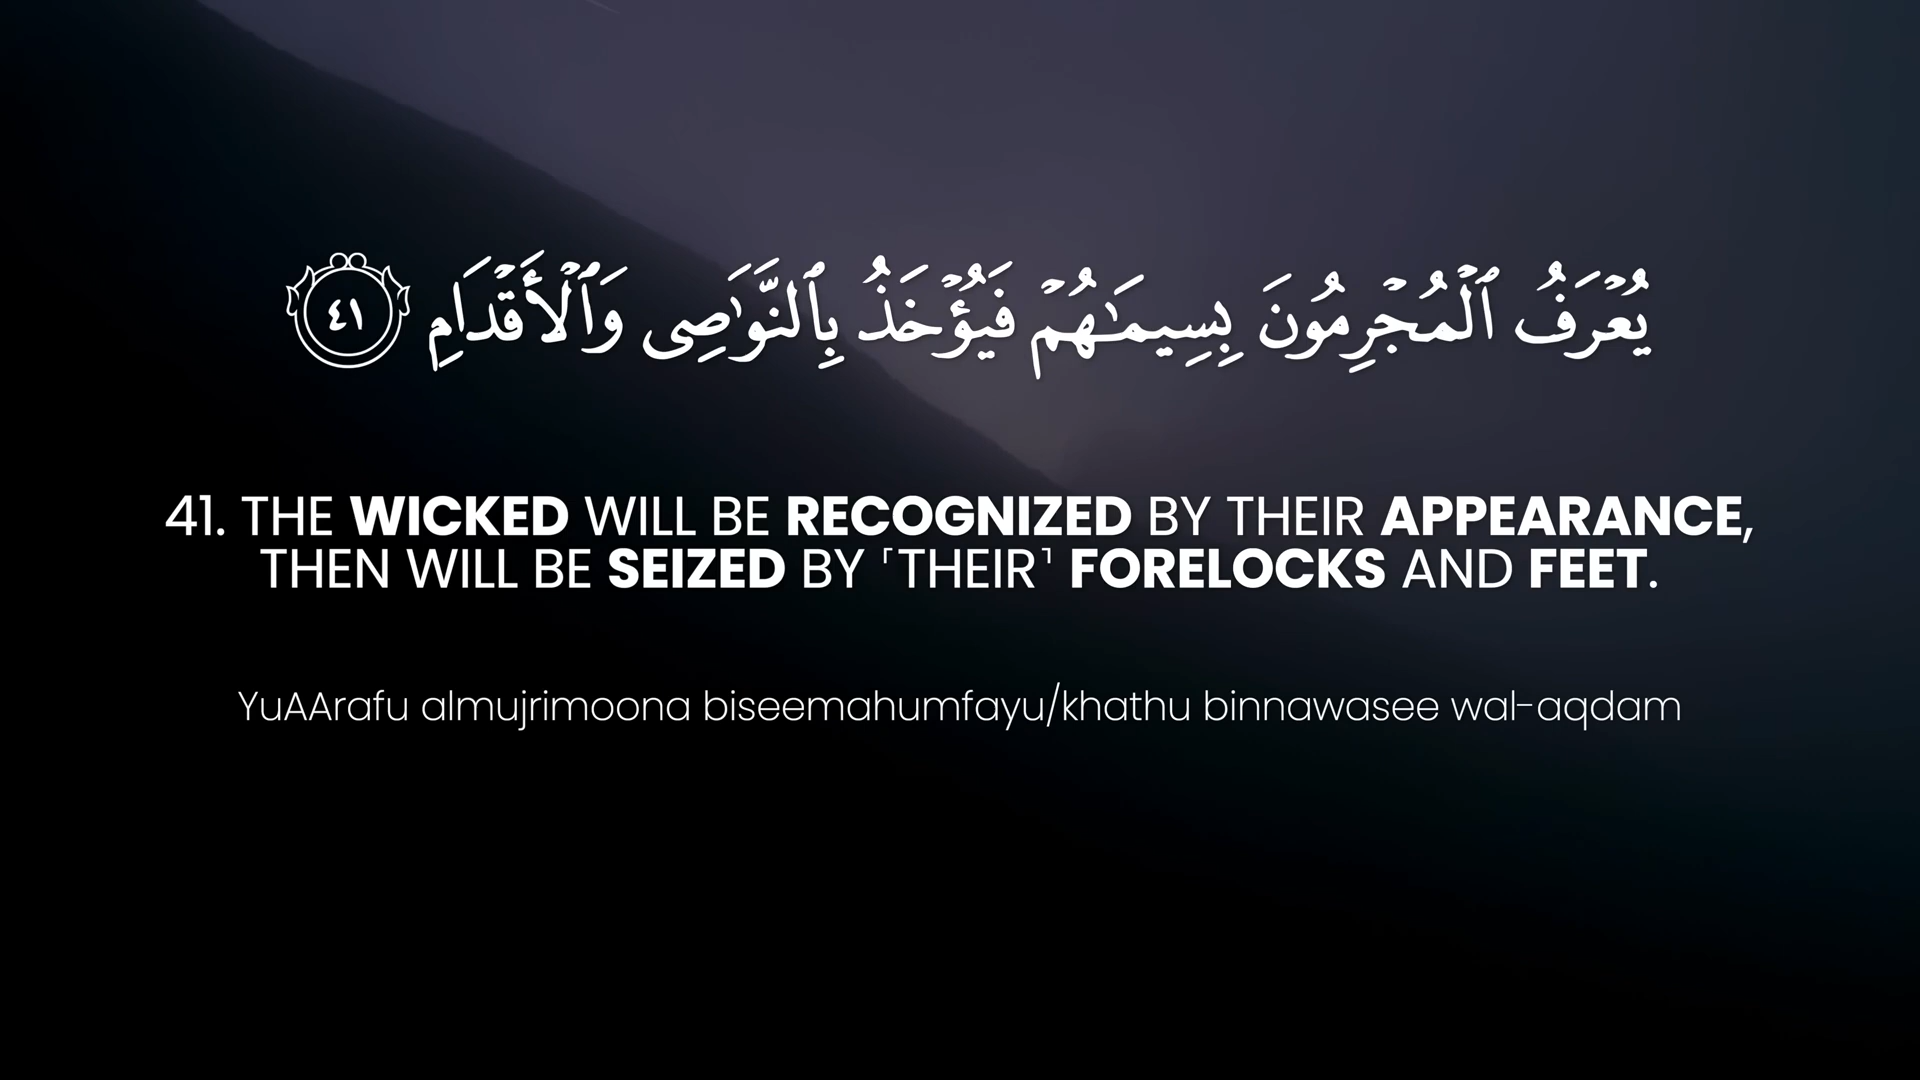 يُعْرَفُ ٱلْمُجْرِمُونَ بِسِيمَـٰهُمْ فَيُؤْخَذُ بِٱلنَّوَٰصِى وَٱلْأَقْدَامِ ٤١
41. THE WICKED WILL BE RECOGNIZED BY THEIR APPEARANCE,
THEN WILL BE SEIZED BY ⸢THEIR⸣ FORELOCKS AND FEET.
YuAArafu almujrimoona biseemahumfayu/khathu binnawasee wal-aqdam